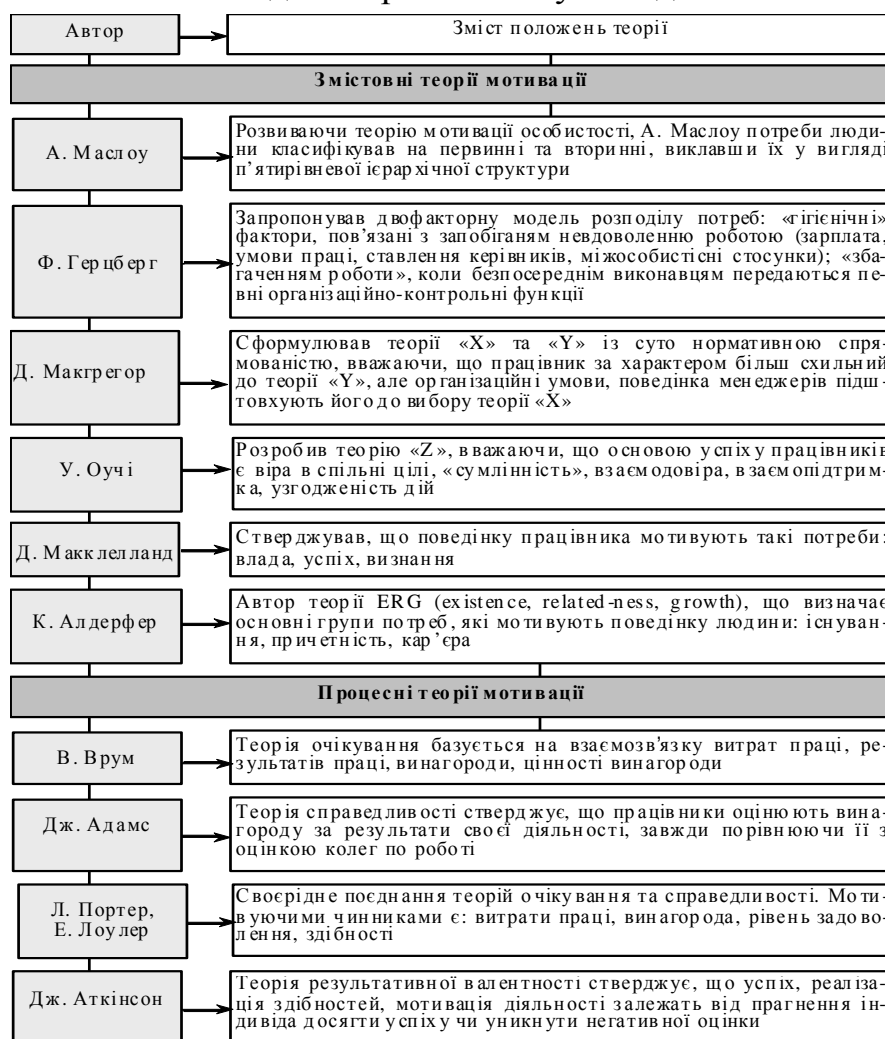 Автор
Зміст положень теорії
Змістовні теорії мотивації
А. Маслоу
Розвиваючи теорію мотивації особистості, А. Маслоу потреби люди-
ни класифікував на первинні та вторинні, виклавши їх у вигляді
п’ятирівневої ієрархічної структури
Ф. Герцберг
Запропонував двофакторну модель розподілу потреб: «гігієнічні»
фактори, пов’язані з запобіганям невдоволенню роботою (зарплата,
умови праці, ставлення керівників, міжособистісні стосунки); «зба-
гаченням роботи», коли безпосереднім виконавцям передаються пе-
вні організаційно-контрольні функції
Д. Макгрегор
Сформулював теорії «X» та «Y» із суто нормативною спря-
мованістю, вважаючи, що працівник за характером більш схильний
до теорії «Y», але організаційні умови, поведінка менеджерів підш-
товхують його до вибору теорії «X»
У. Оучі
Розробив теорію «Z», вважаючи, що основою успіху працівників
є віра в спільні цілі, «сумлінність», взаємодовіра, взаємопідтрим-
ка, узгодженість дій
Д. Макклелланд
Стверджував, що поведінку працівника мотивують такі потреби:
влада, успіх, визнання
К. Алдерфер
Автор теорії ERG (existence, related-ness, growth), що визначає
основні групи потреб, які мотивують поведінку людини: існуван-
ня, причетність, кар’єра
Процесні теорії мотивації
В. Врум
Теорія очікування базується на взаємозв'язку витрат праці, ре-
зультатів праці, винагороди, цінності винагороди
Дж. Адамс
Теорія справедливості стверджує, що працівники оцінюють вина-
городу за результати своєї діяльності, завжди порівнюючи її з
оцінкою колег по роботі
Л. Портер,
Е. Лоулер
Своєрідне поєднання теорій очікування та справедливості. Моти-
вуючими чинниками є: витрати праці, винагорода, рівень задово-
лення, здібності
Дж. Аткінсон
Теорія результативної валентності стверджує, що успіх, реаліза-
ція здібностей, мотивація діяльності залежать від прагнення ін-
дивіда досягти успіху чи уникнути негативної оцінки